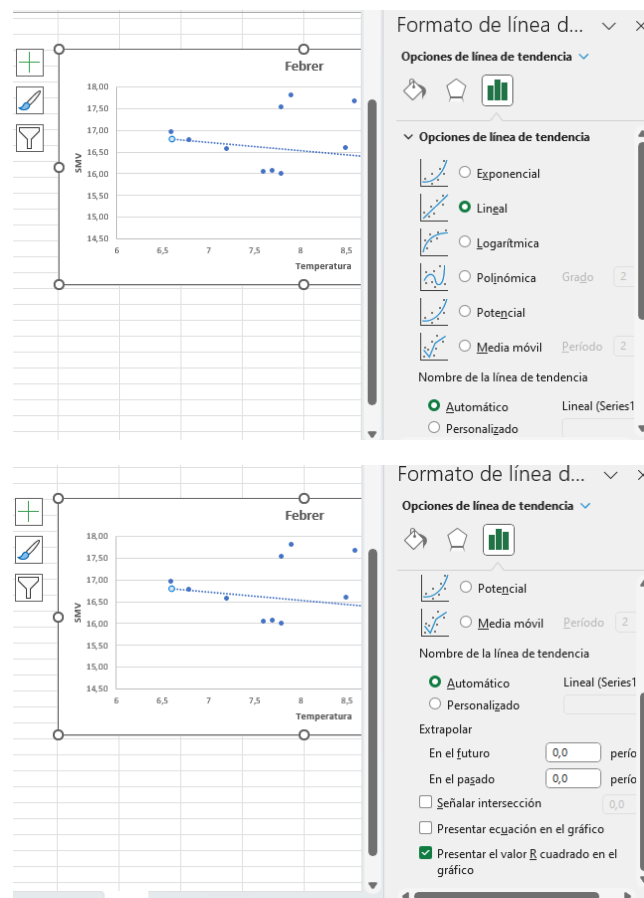 Formato de línea d...
Opciones de línea de tendencia
Febrer
18,00
17,50
17,00
16,50
16,00
15,50
15,00
14,50
SMV
6 6,5 7 7,5 8 8,5
Temperatura
Opciones de línea de tendencia
Exponencial
Lineal
Logarítmica
Polinómica Grado 2
Potencial
Media móvil Período 2
Nombre de la línea de tendencia
Automático Lineal (Series1
Personalizado
Formato de línea d...
Opciones de línea de tendencia
Febrer
18,00
17,50
17,00
16,50
16,00
15,50
15,00
14,50
SMV
6 6,5 7 7,5 8 8,5
Temperatura
Potencial
Media móvil Período 2
Nombre de la línea de tendencia
Automático Lineal (Series1
Personalizado
Extrapolar
En el futuro 0,0 perío
En el pasado 0,0 perío
Señalar intersección 0,0
Presentar ecuación en el gráfico
Presentar el valor R cuadrado en el
gráfico